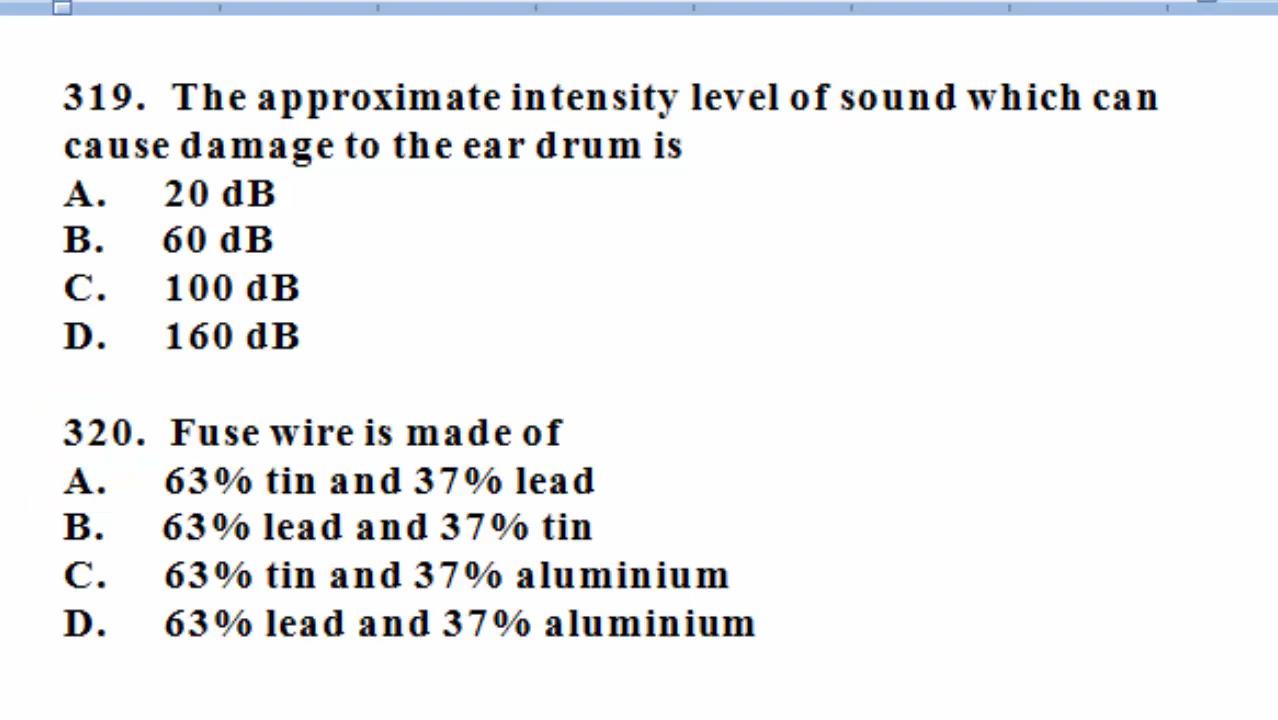 319. The approximate intensity level of sound which can
cause damage to the ear drum is
A. 20 dB
B. 60 dB
C. 100 dB
D. 160 dB
320. Fuse wire is made of
A. 63% tin and 37% lead
B. 63% lead and 37% tin
C. 63% tin and 37% aluminium
D. 63% lead and 37% aluminium